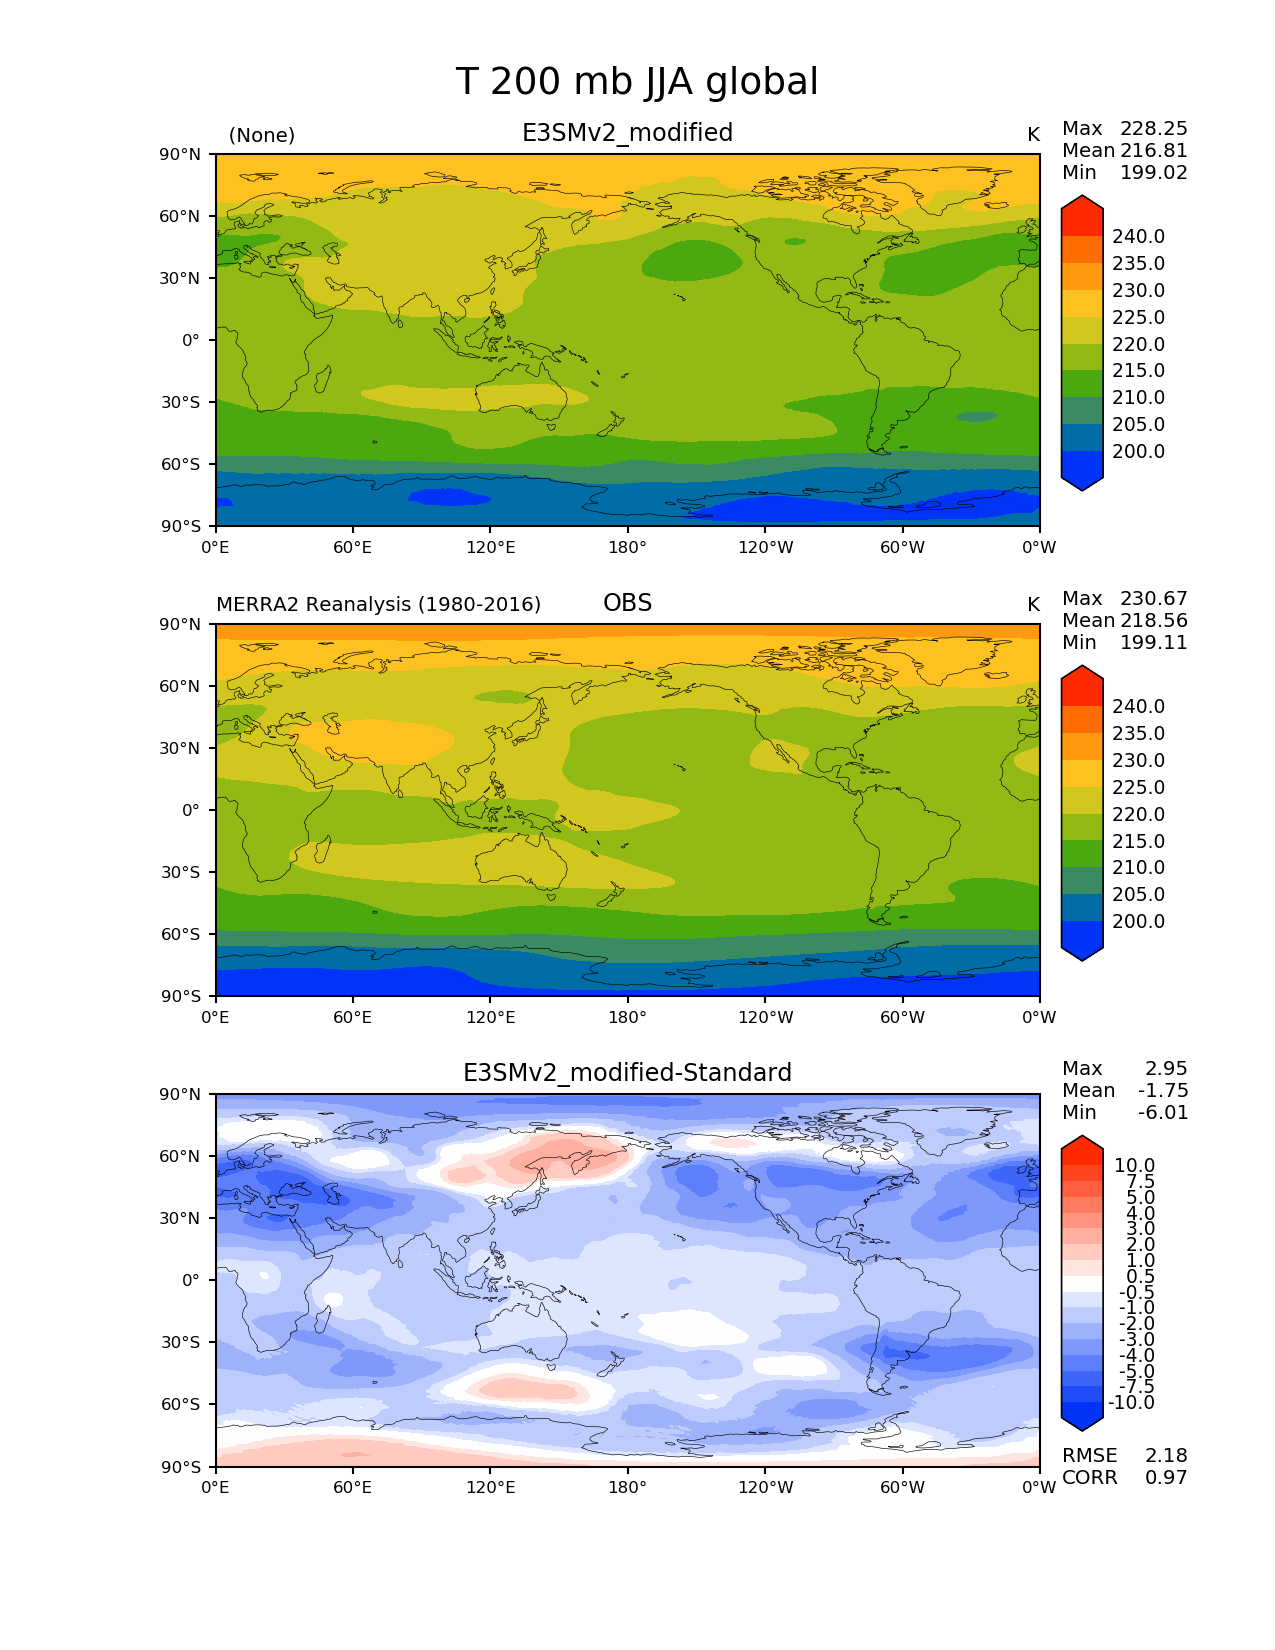 T 200 mb JJA global
(None) E3SMv2_modified K
Max 228.25
Mean 216.81
Min 199.02
90°N
60°N
30°N
0°
30°S
60°S
90°S
0°E 60°E 120°E 180° 120°W 60°W 0°W
240.0
235.0
230.0
225.0
220.0
215.0
210.0
205.0
200.0
MERRA2 Reanalysis (1980-2016) OBS K
Max 230.67
Mean 218.56
Min 199.11
90°N
60°N
30°N
0°
30°S
60°S
90°S
0°E 60°E 120°E 180° 120°W 60°W 0°W
240.0
235.0
230.0
225.0
220.0
215.0
210.0
205.0
200.0
E3SMv2_modified-Standard
Max 2.95
Mean -1.75
Min -6.01
90°N
60°N
30°N
0°
30°S
60°S
90°S
0°E 60°E 120°E 180° 120°W 60°W 0°W
10.0
7.5
5.0
4.0
3.0
2.0
1.0
0.5
-0.5
-1.0
-2.0
-3.0
-4.0
-5.0
-7.5
-10.0
RMSE 2.18
CORR 0.97